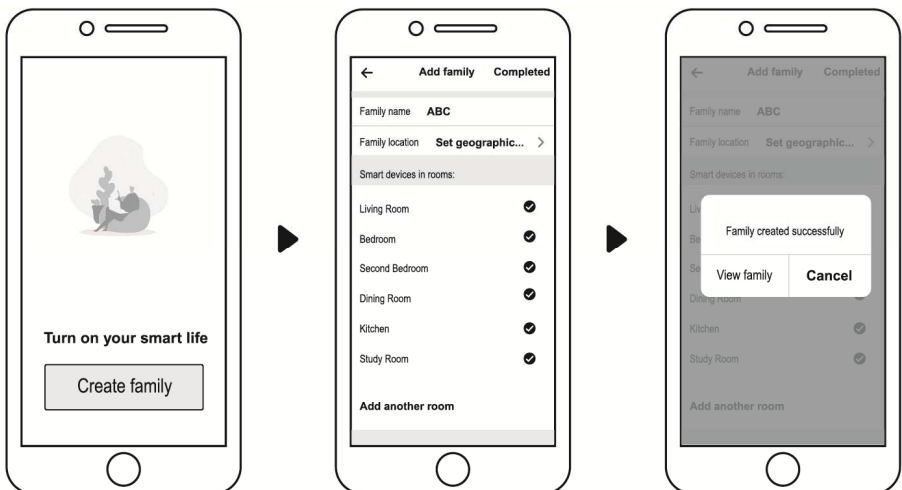 Turn on your smart life
Create family
← Add family Completed
Family name ABC
Family location Set geographic... >
Smart devices in rooms:
Living Room
Bedroom
Second Bedroom
Dining Room
Kitchen
Study Room
Add another room
← Add family Completed
Family name ABC
Family location Set geographic... >
Smart devices in rooms:
Liv
Be
Family created successfully
Se
View family Cancel
Dining Room
Kitchen
Study Room
Add another room